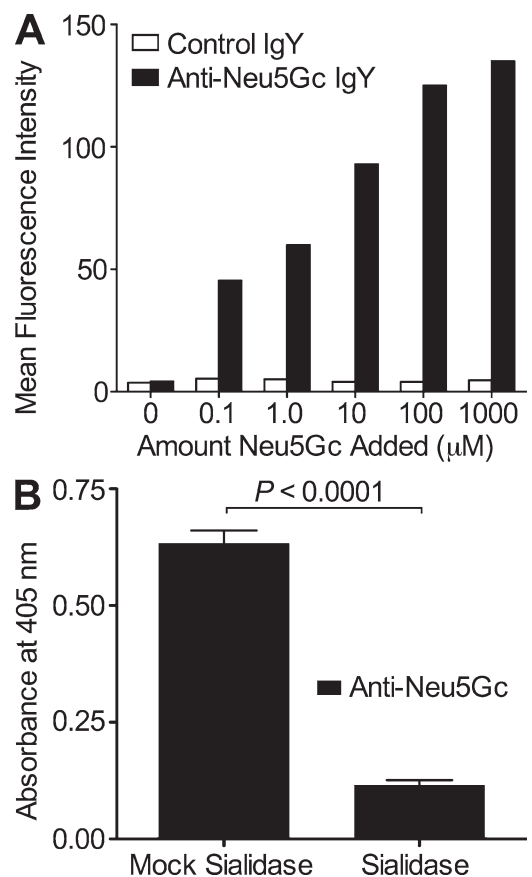 A
Mean Fluorescence Intensity
150
100
50
0
Control IgY
Anti-Neu5Gc IgY
0 0.1 1.0 10 100 1000
Amount Neu5Gc Added (μM)
B
Absorbance at 405 nm
0.75
0.50
0.25
0.00
P < 0.0001
Anti-Neu5Gc
Mock Sialidase Sialidase